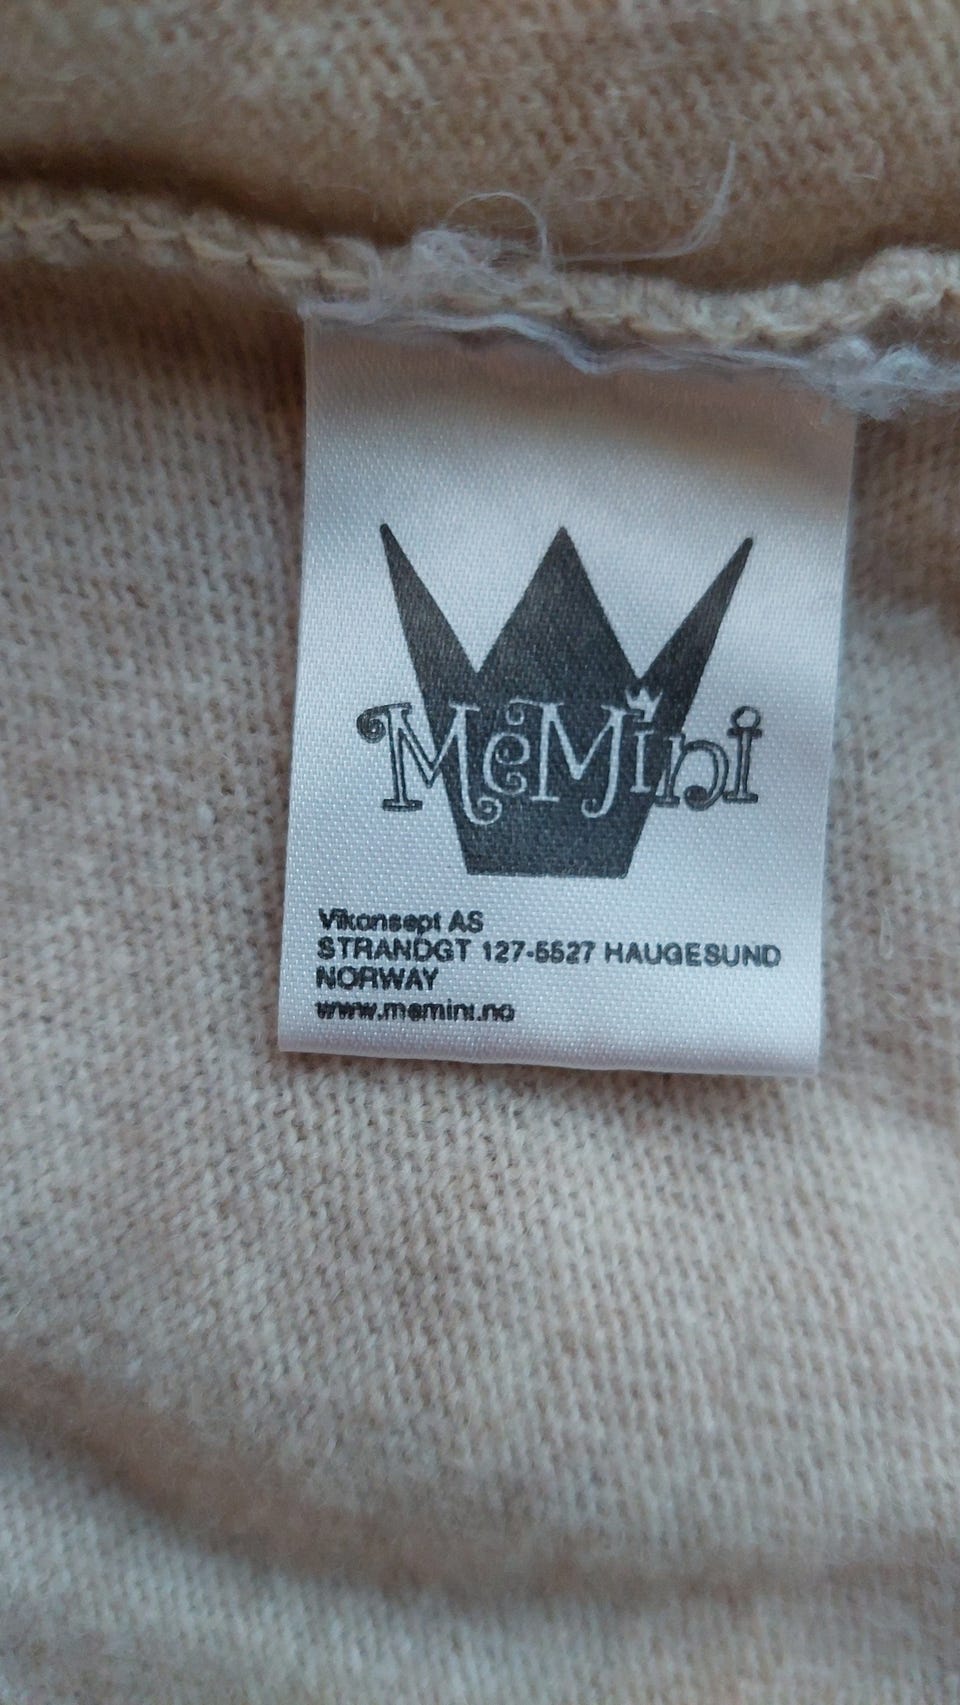 MeMini
Vikonsept AS
STRANDGT 127-5527 HAUGESUND
NORWAY
www.memini.no